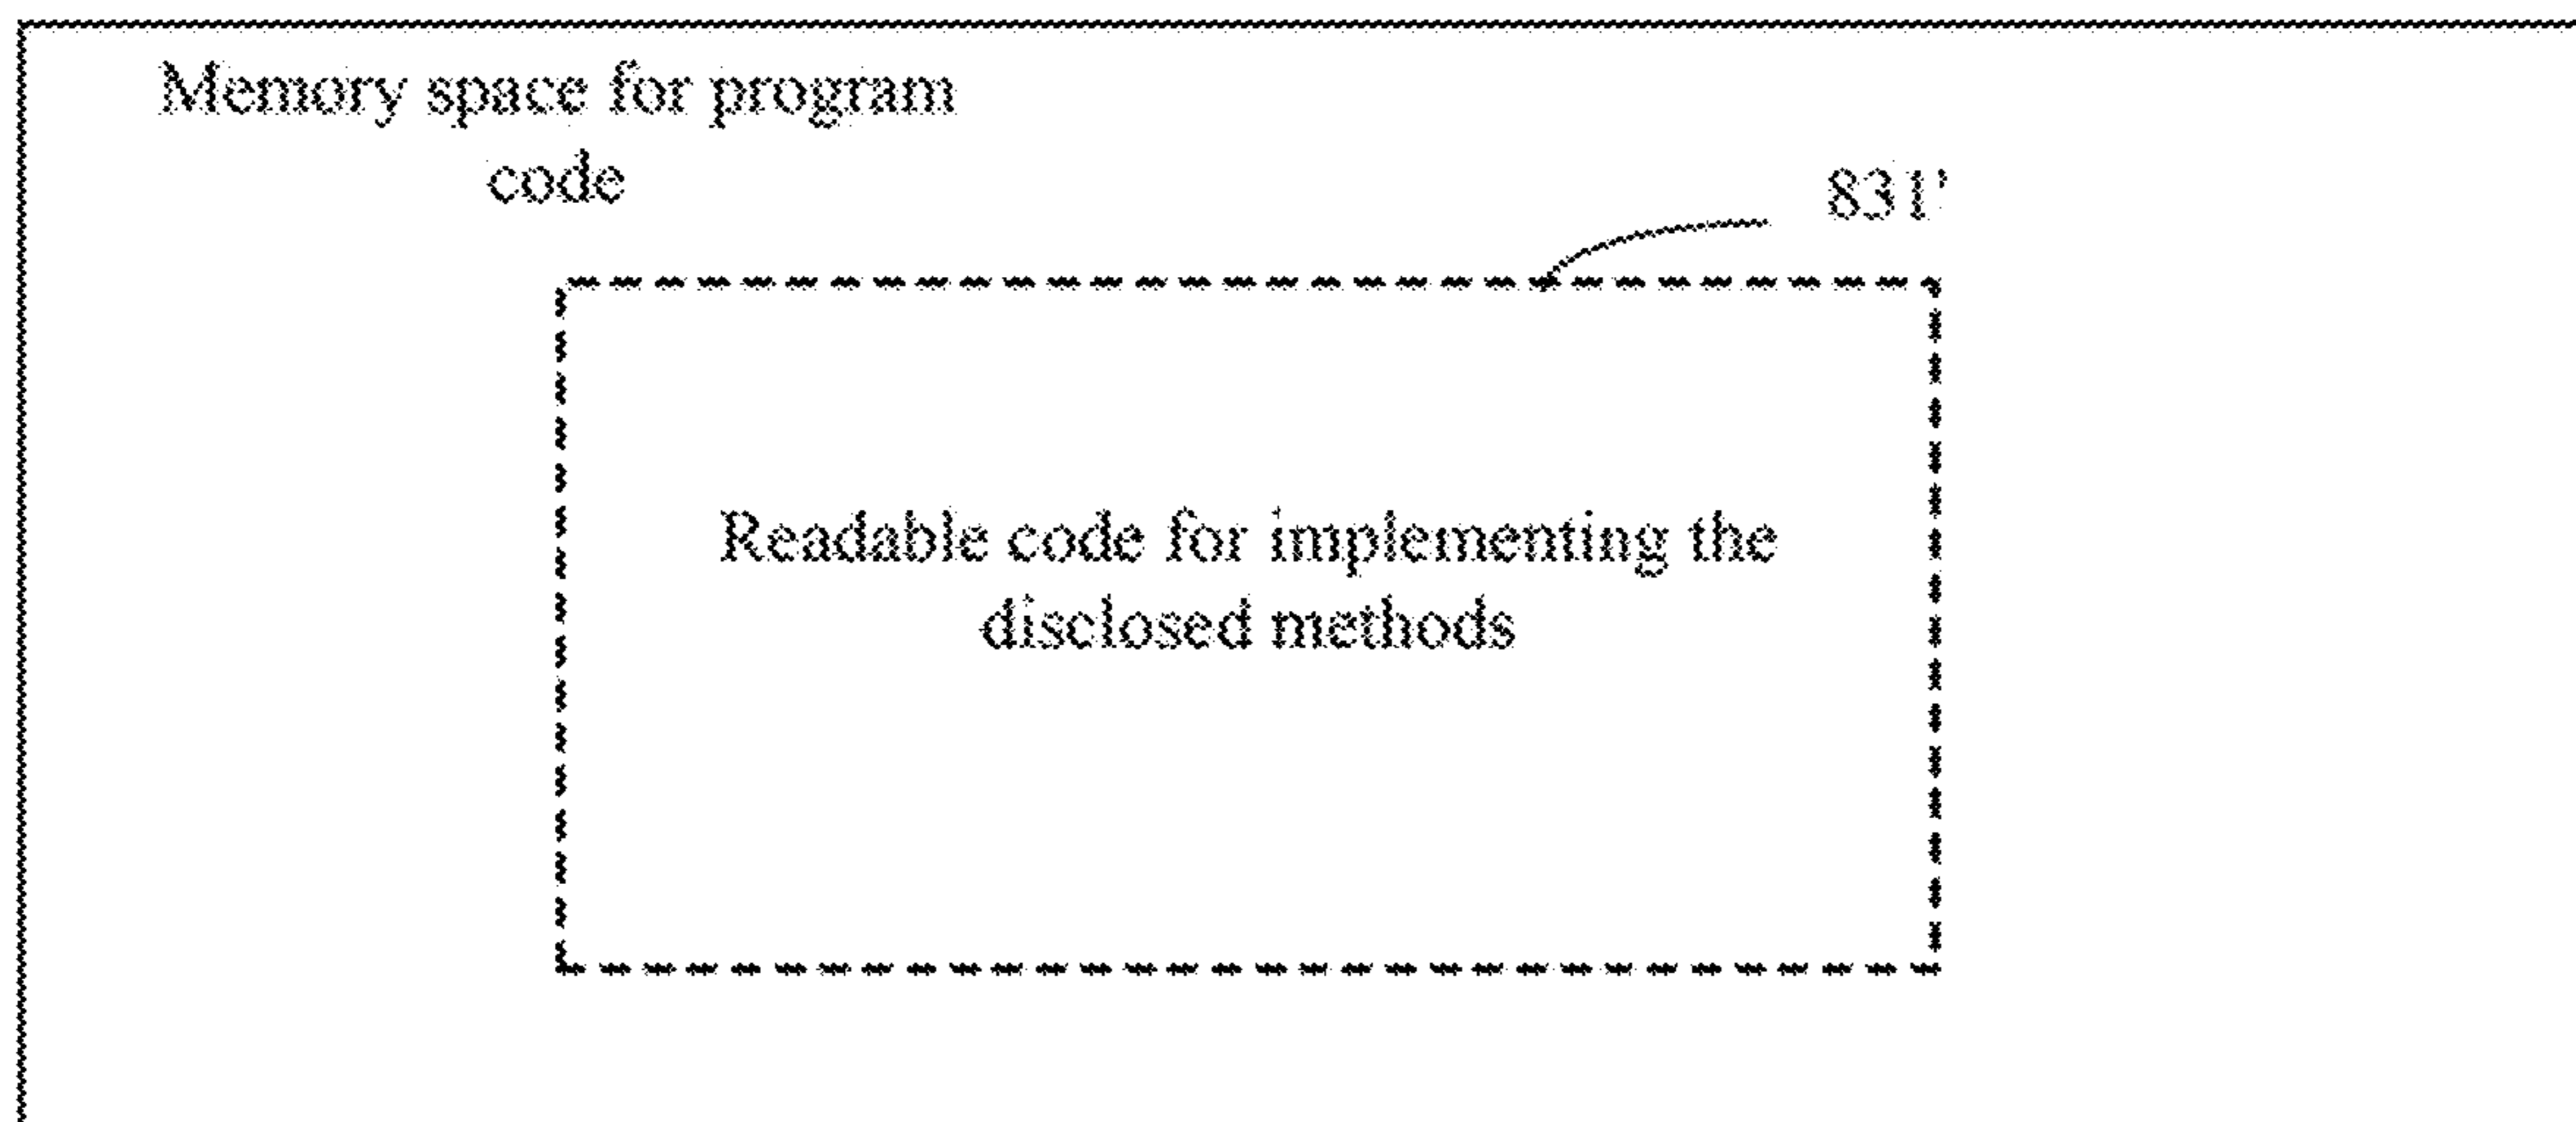 Memory space for program
code
831'
Readable code for implementing the
disclosed methods